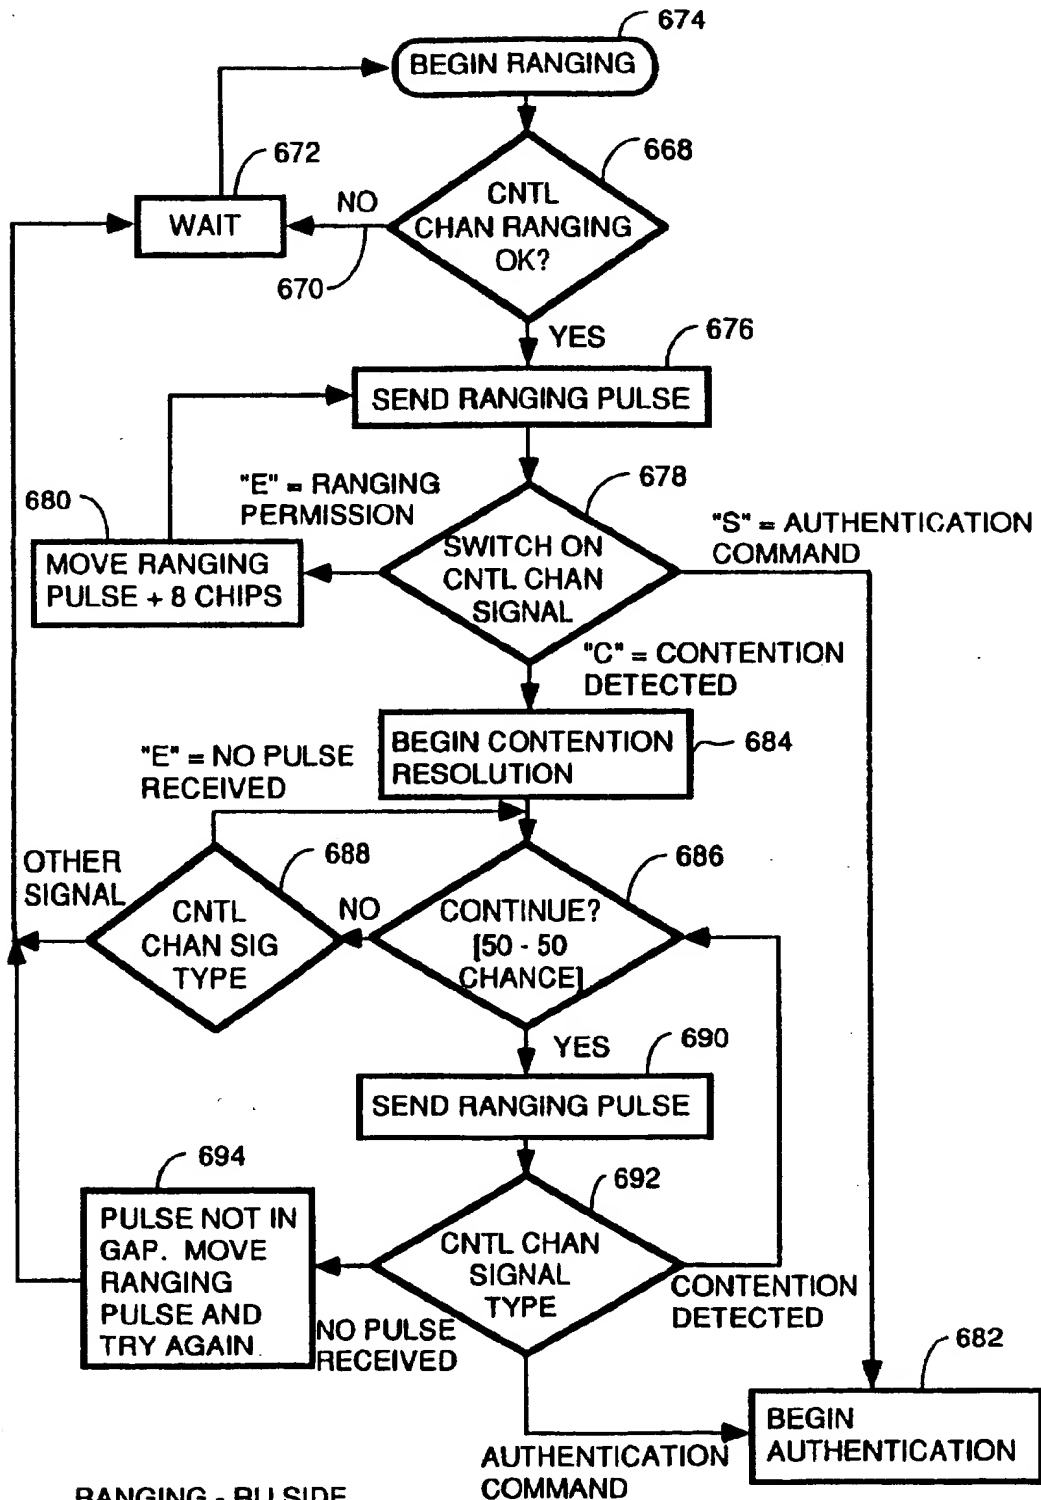 674
BEGIN RANGING
672
668
CNTL
CHAN RANGING
OK?
NO
WAIT
670
YES
676
SEND RANGING PULSE
678
"E" = RANGING
PERMISSION
680
"S" = AUTHENTICATION
COMMAND
SWITCH ON
CNTL CHAN
SIGNAL
MOVE RANGING
PULSE + 8 CHIPS
"C" = CONTENTION
DETECTED
BEGIN CONTENTION
RESOLUTION
684
"E" = NO PULSE
RECEIVED
688
686
OTHER
SIGNAL
CNTL
CHAN SIG
TYPE
NO
CONTINUE?
[50 - 50
CHANCE]
YES
690
SEND RANGING PULSE
694
692
PULSE NOT IN
GAP. MOVE
RANGING
PULSE AND
TRY AGAIN
CNTL CHAN
SIGNAL
TYPE
CONTENTION
DETECTED
NO PULSE
RECEIVED
682
BEGIN
AUTHENTICATION
AUTHENTICATION
COMMAND
RANGING - RU SIDE